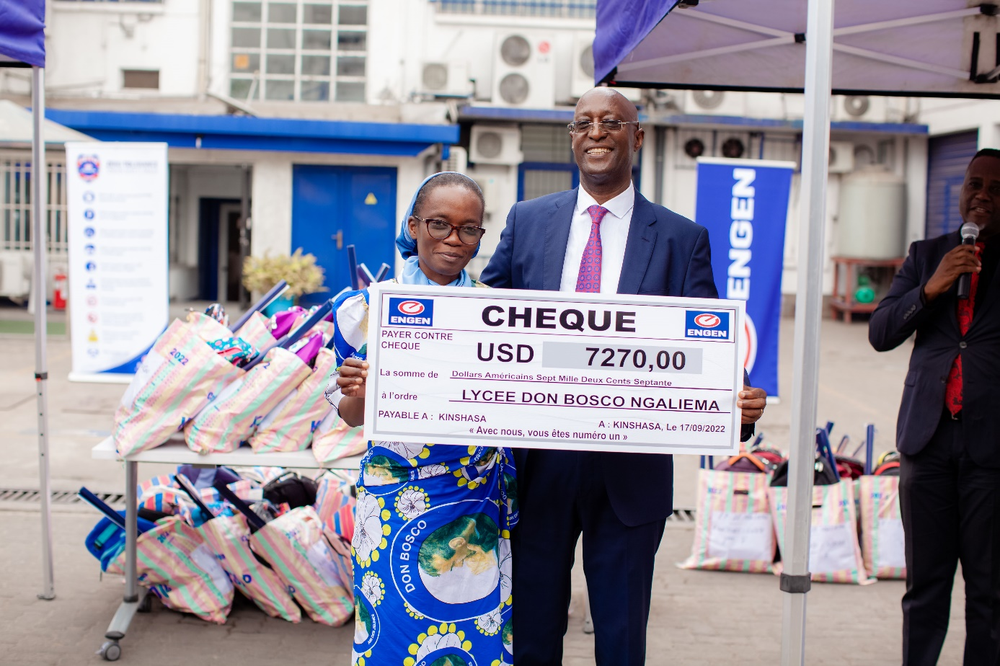 ENGEN
CHEQUE
ENGEN
PAYER CONTRE
CHEQUE
USD 7270,00
La somme de Dollars Américains Sept Mille Deux Cents Septante
à l'ordre LYCEE DON BOSCO NGALIEMA
PAYABLE A : KINSHASA
A : KINSHASA, Le 17/09/2022
« Avec nous, vous êtes numéro un »
ENGEN
DON BOSCO
2022